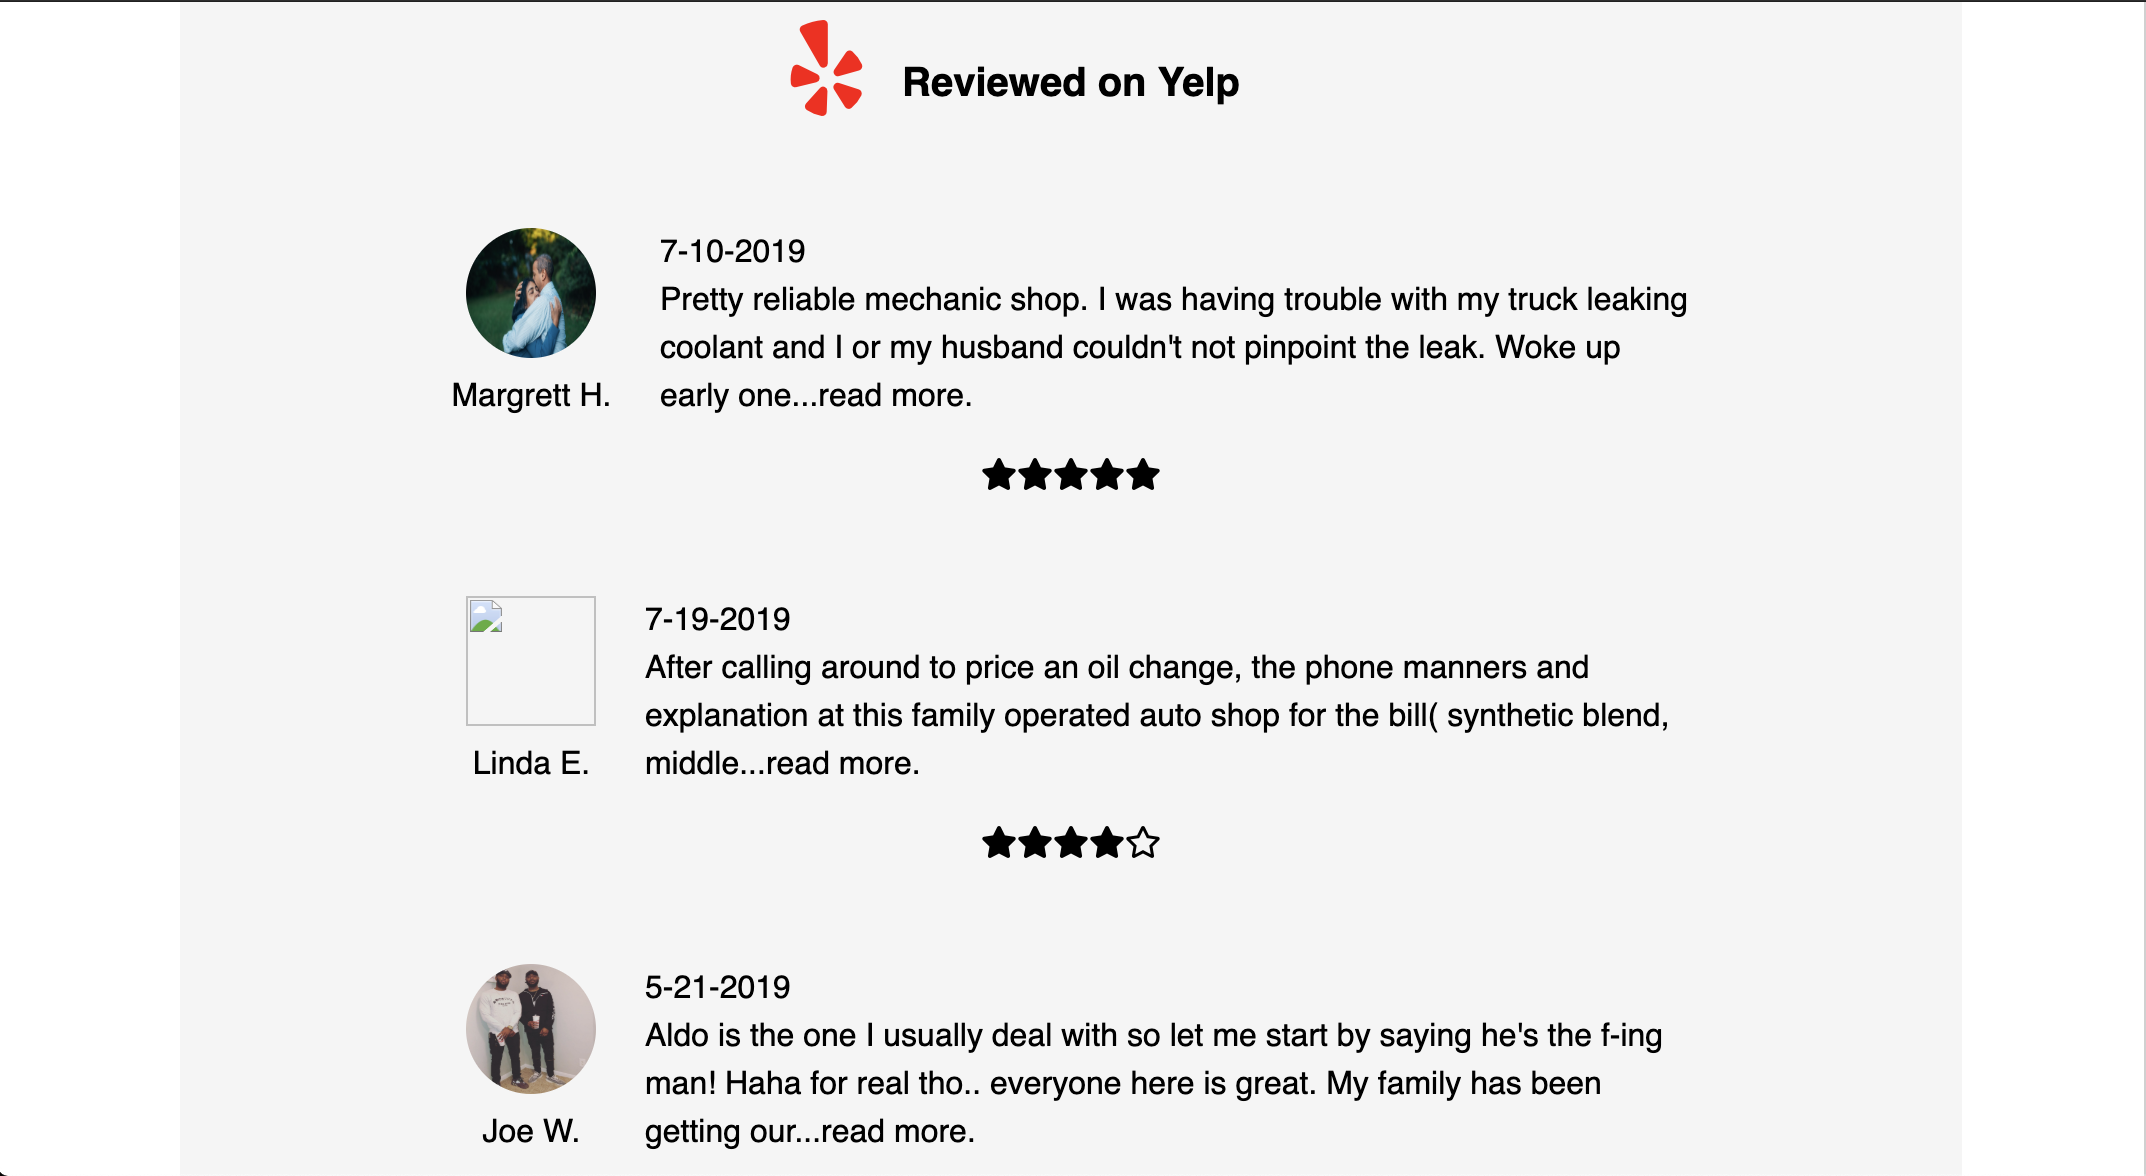 Reviewed on Yelp
7-10-2019
Pretty reliable mechanic shop. I was having trouble with my truck leaking
coolant and I or my husband couldn't not pinpoint the leak. Woke up
early one...read more.
Margrett H.
7-19-2019
After calling around to price an oil change, the phone manners and
explanation at this family operated auto shop for the bill( synthetic blend,
middle...read more.
Linda E.
5-21-2019
Aldo is the one I usually deal with so let me start by saying he's the f-ing
man! Haha for real tho.. everyone here is great. My family has been
getting our...read more.
Joe W.